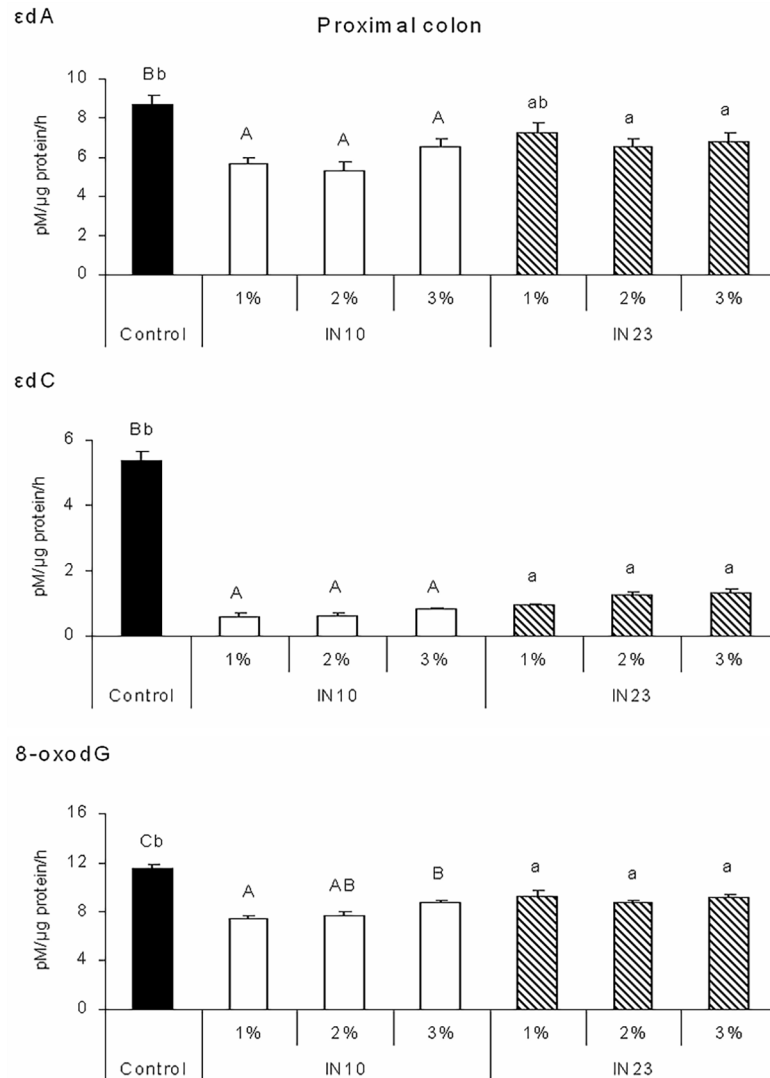 εdA
Proximal colon
pM/µg protein/h
10
8
6
4
2
0
Bb
A
A
A
ab
a
a
1% 2% 3% 1% 2% 3%
Control IN10 IN23
εdC
pM/µg protein/h
6
4
2
0
Bb
A
A
A
a
a
a
1% 2% 3% 1% 2% 3%
Control IN10 IN23
8-oxodG
pM/µg protein/h
16
12
8
4
0
Cb
A
AB
B
a
a
a
1% 2% 3% 1% 2% 3%
Control IN10 IN23